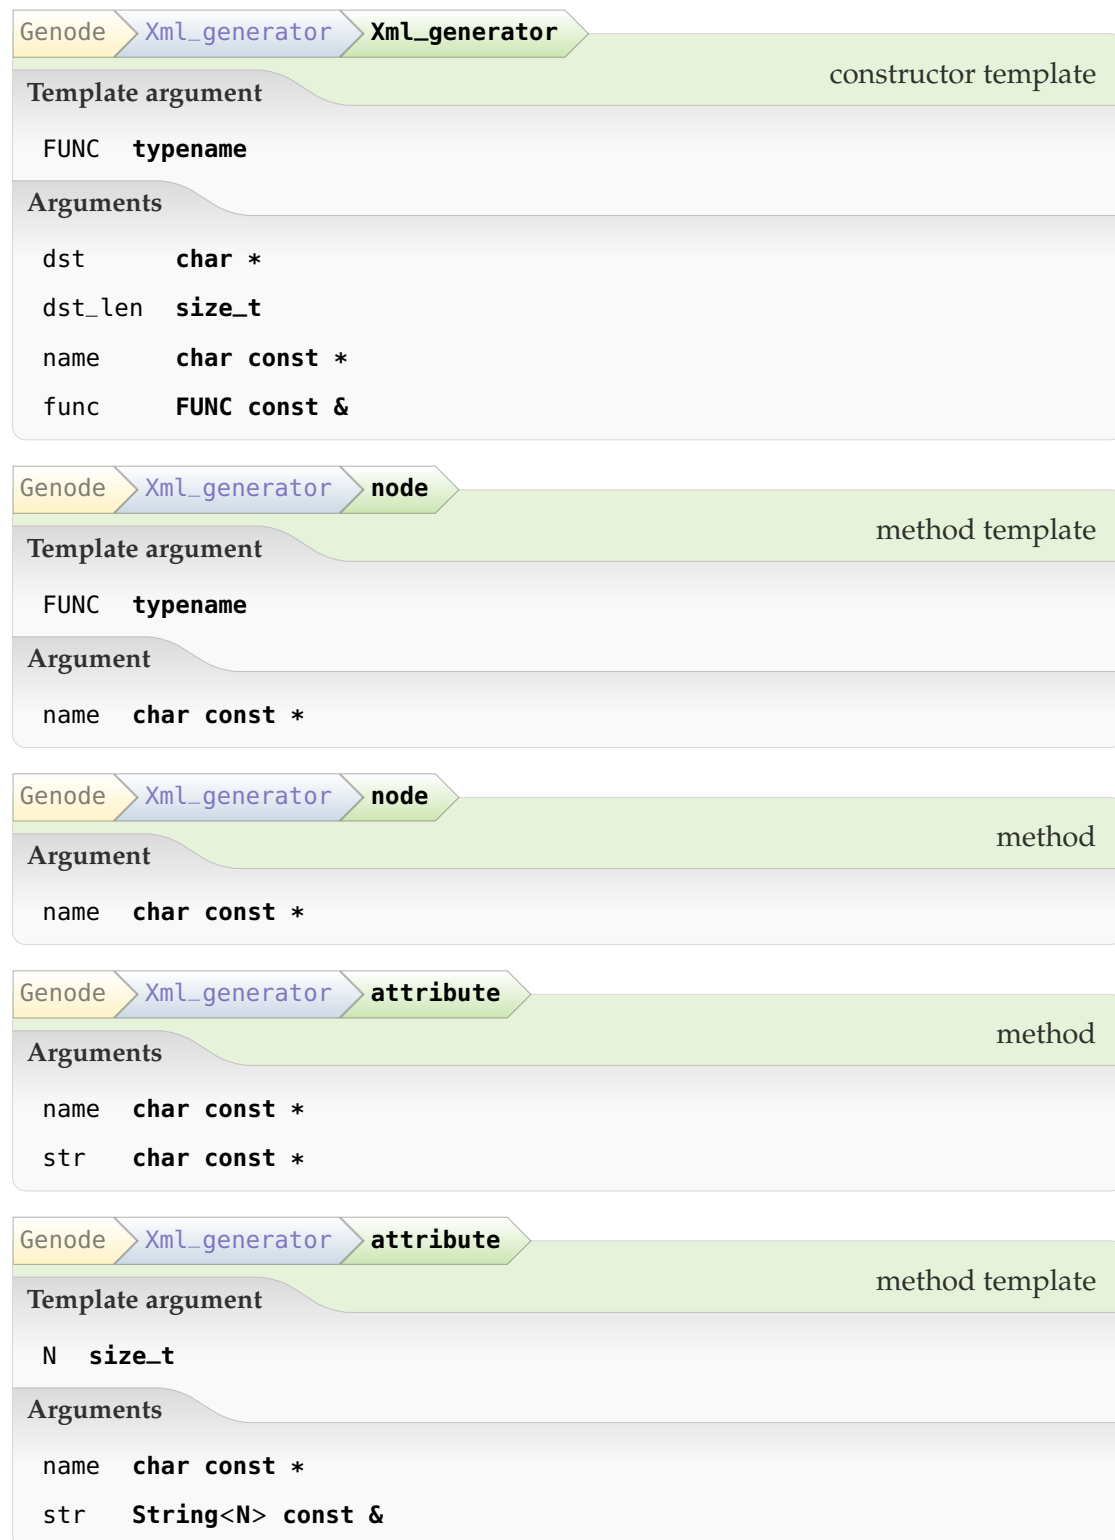 Genode Xml_generator Xml_generator
constructor template
Template argument
FUNC typename
Arguments
dst char *
dst_len size_t
name char const *
func FUNC const &
Genode Xml_generator node
method template
Template argument
FUNC typename
Argument
name char const *
Genode Xml_generator node
method
Argument
name char const *
Genode Xml_generator attribute
method
Arguments
name char const *
str char const *
Genode Xml_generator attribute
method template
Template argument
N size_t
Arguments
name char const *
str String<N> const &